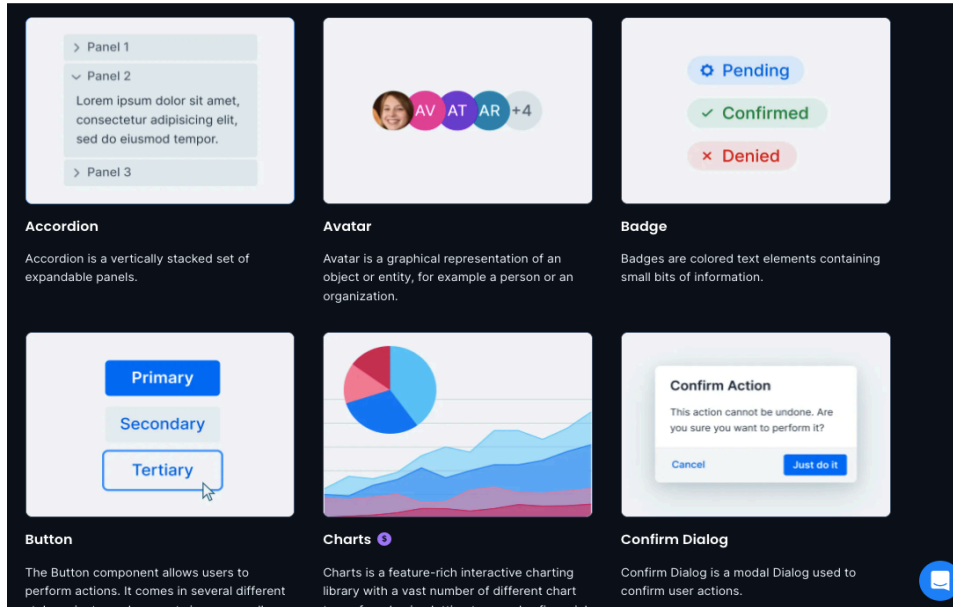 Panel 1
Panel 2
Lorem ipsum dolor sit amet,
consectetur adipisicing elit,
sed do eiusmod tempor.
Panel 3
Accordion
Accordion is a vertically stacked set of
expandable panels.
AV AT AR +4
Avatar
Avatar is a graphical representation of an
object or entity, for example a person or an
organization.
Pending
Confirmed
Denied
Badge
Badges are colored text elements containing
small bits of information.
Primary
Secondary
Tertiary
Button
The Button component allows users to
perform actions. It comes in several different
Charts $
Charts is a feature-rich interactive charting
library with a vast number of different chart
Confirm Action
This action cannot be undone. Are
you sure you want to perform it?
Cancel Just do it
Confirm Dialog
Confirm Dialog is a modal Dialog used to
confirm user actions.